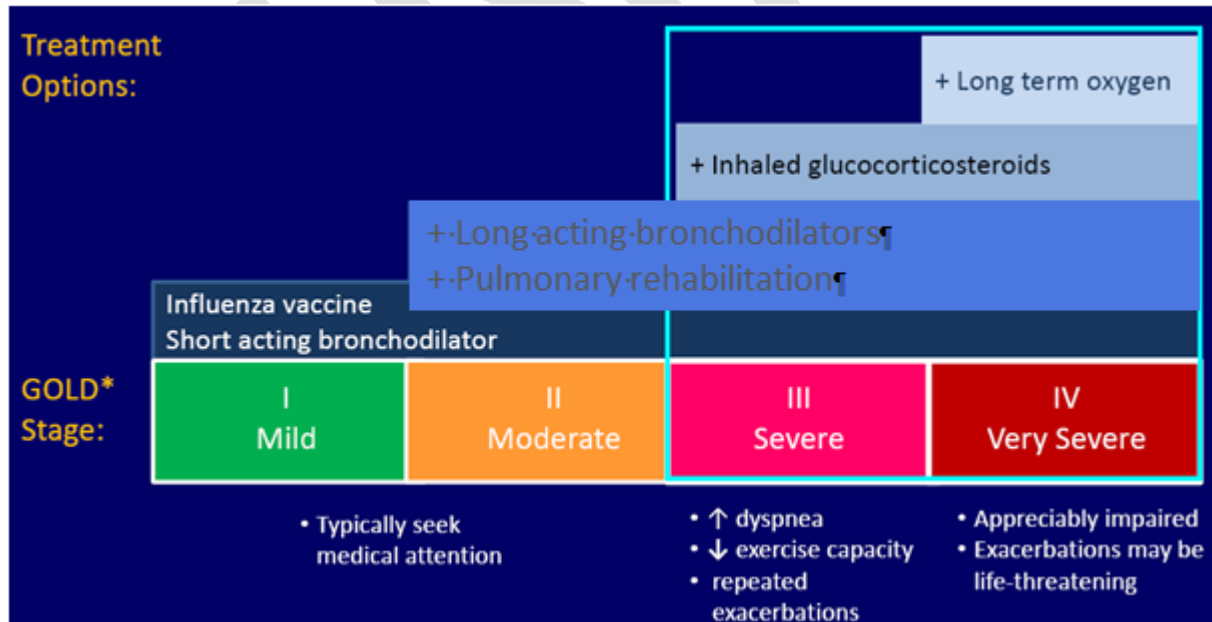 Treatment
Options:
+ Long term oxygen
+ Inhaled glucocorticosteroids
+·Long·acting·bronchodilators¶
+·Pulmonary·rehabilitation¶
Influenza vaccine
Short acting bronchodilator
GOLD*
Stage:
I
Mild
II
Moderate
III
Severe
IV
Very Severe
• Typically seek
medical attention
• ↑ dyspnea
• ↓ exercise capacity
• repeated
exacerbations
• Appreciably impaired
• Exacerbations may be
life-threatening